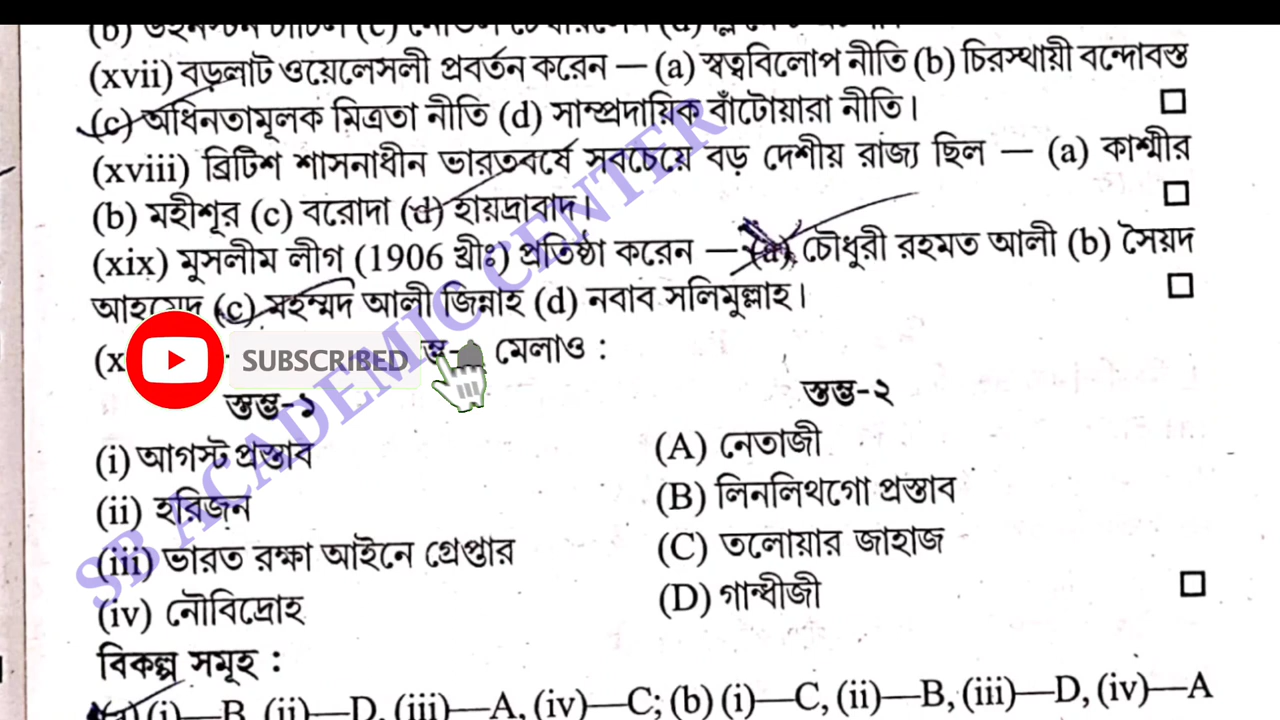 (xvii) বড়লাট ওয়েলেসলী প্রবর্তন করেন — (a) স্বত্ববিলোপ নীতি (b) চিরস্থায়ী বন্দোবস্ত
(c) অধিনতামূলক মিত্রতা নীতি (d) সাম্প্রদায়িক বাঁটোয়ারা নীতি।
(xviii) ব্রিটিশ শাসনাধীন ভারতবর্ষে সবচেয়ে বড় দেশীয় রাজ্য ছিল — (a) কাশ্মীর
(b) মহীশূর (c) বরোদা (d) হায়দ্রাবাদ।
(xix) মুসলীম লীগ (1906 খ্রীঃ) প্রতিষ্ঠা করেন — (a) চৌধুরী রহমত আলী (b) সৈয়দ
আহমেদ (c) মহম্মদ আলী জিন্নাহ (d) নবাব সলিমুল্লাহ।
(x মেলাও :
SUBSCRIBED
স্তম্ভ-১ স্তম্ভ-২
(i) আগস্ট প্রস্তাব (A) নেতাজী
(ii) হরিজন (B) লিনলিথগো প্রস্তাব
(iii) ভারত রক্ষা আইনে গ্রেপ্তার (C) তলোয়ার জাহাজ
(iv) নৌবিদ্রোহ (D) গান্ধীজী
বিকল্প সমূহ :
(a) (i)—B, (ii)—D, (iii)—A, (iv)—C; (b) (i)—C, (ii)—B, (iii)—D, (iv)—A
SB ACADEMIC CENTER